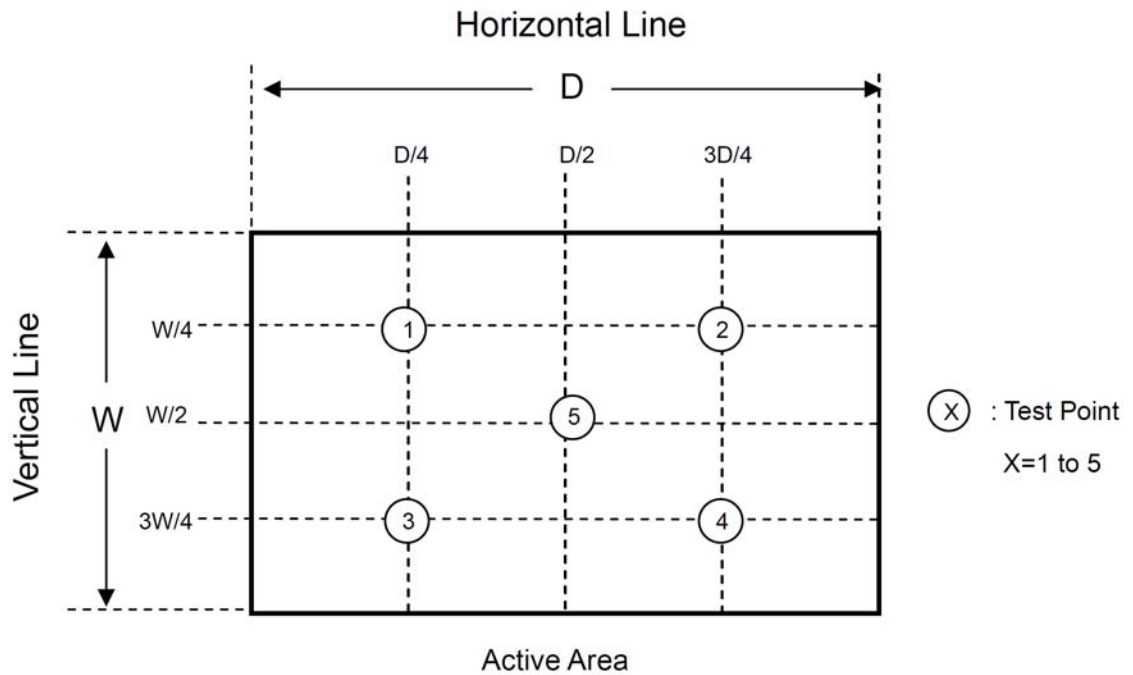 Horizontal Line
D
D/4 D/2 3D/4
Vertical Line
W
W/4
W/2
3W/4
1 2
5
3 4
X : Test Point
X=1 to 5
Active Area